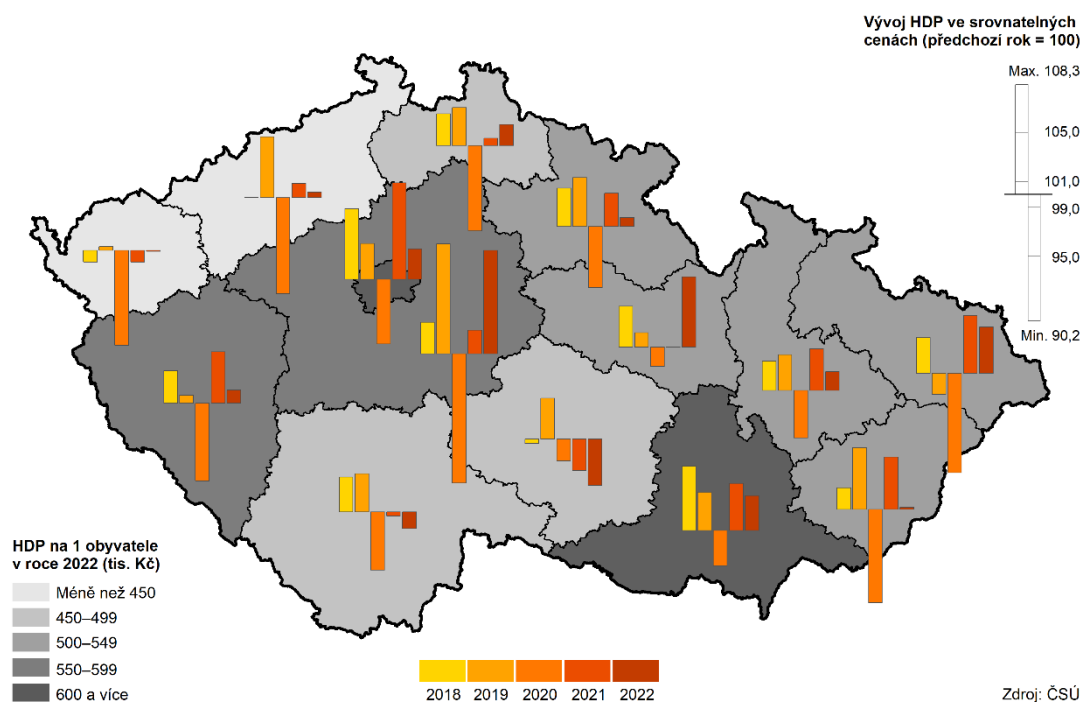 Vývoj HDP ve srovnatelných
cenách (předchozí rok = 100)
Max. 108,3
105,0
101,0
99,0
95,0
Min. 90,2
HDP na 1 obyvatele
v roce 2022 (tis. Kč)
Méně než 450
450–499
500–549
550–599
600 a více
2018 2019 2020 2021 2022
Zdroj: ČSÚ